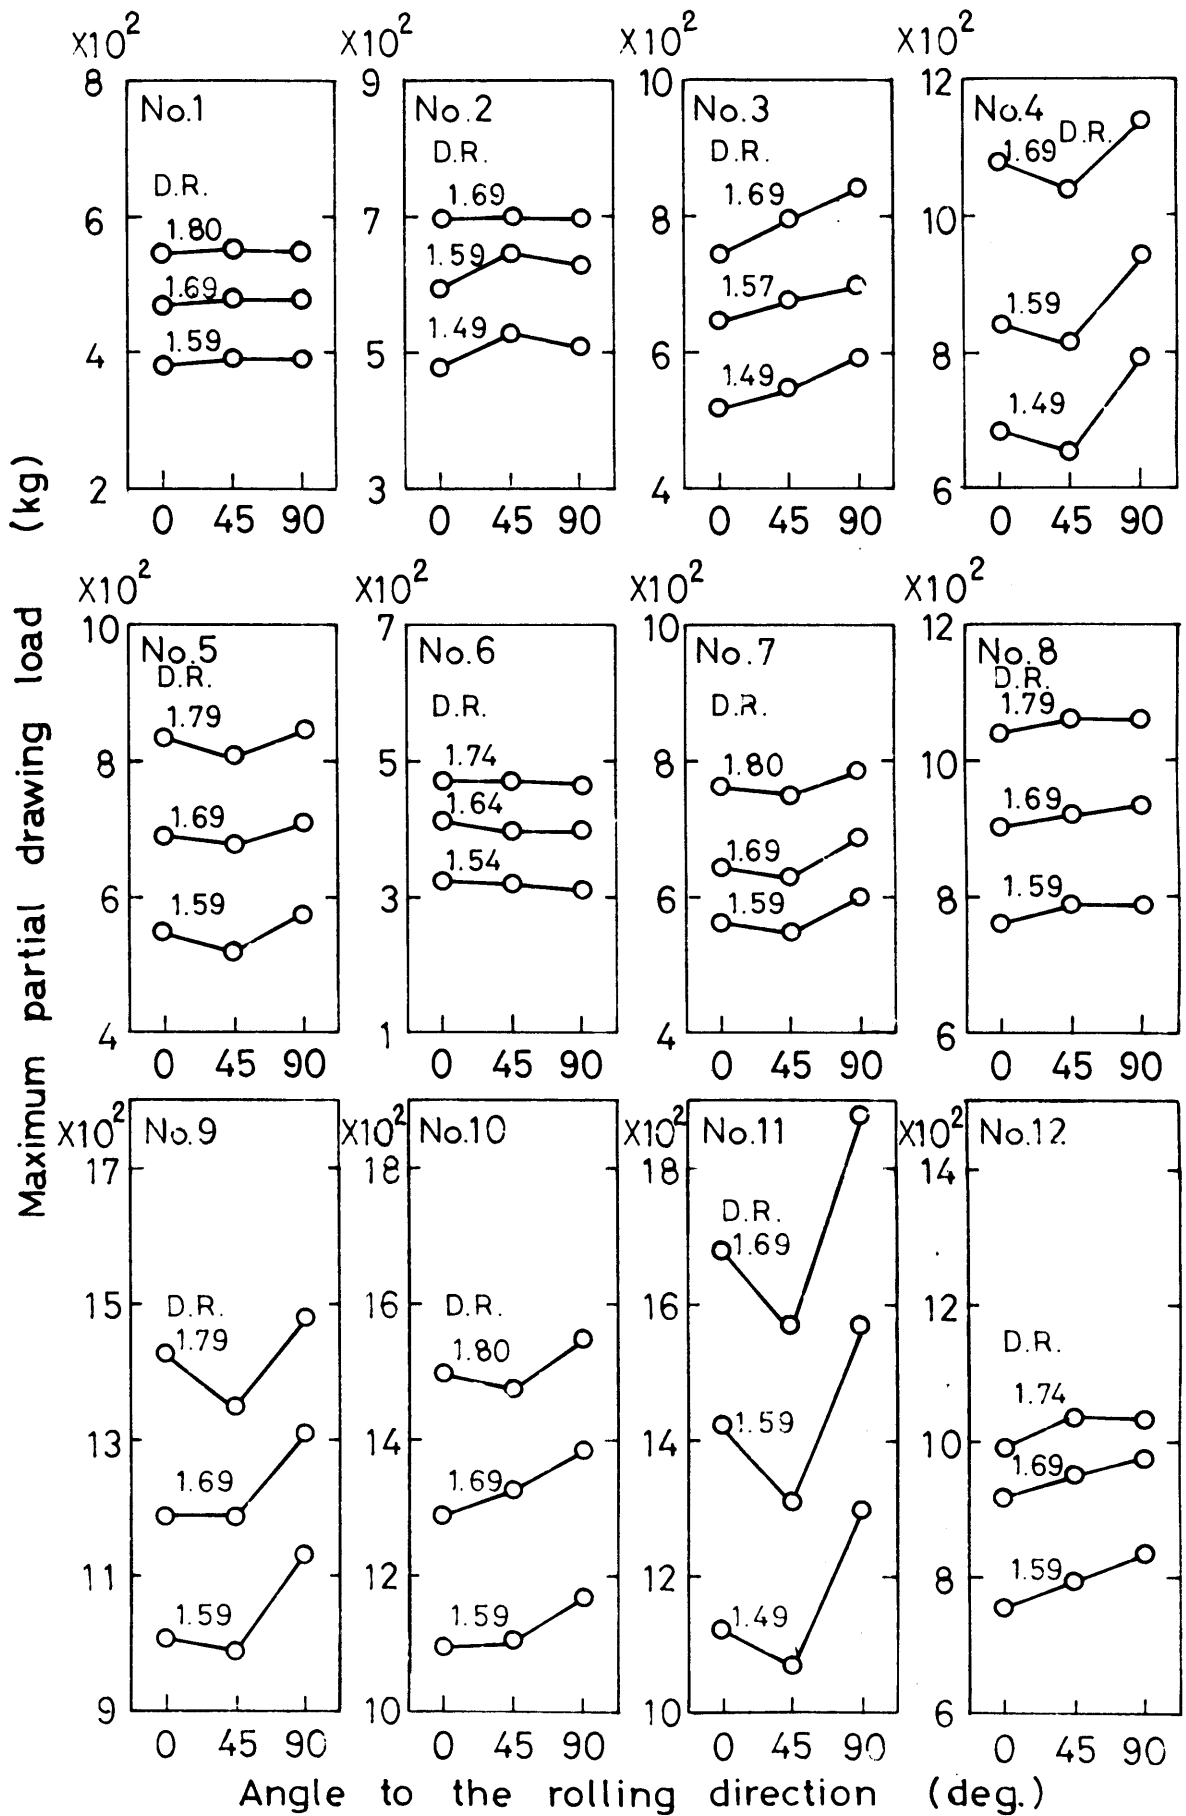 X10² X10² X10² X10²
8 9 10 12
No.1 No.2 No.3 No.4
D.R. D.R. D.R. D.R.
1.80 1.69 1.69 1.69
6 7 8 10
1.69 1.59 1.57 1.59
4 5 6 8
1.59 1.49 1.49 1.49
2 3 4 6
0 45 90 0 45 90 0 45 90 0 45 90
X10² X10² X10² X10²
10 7 10 12
No.5 No.6 No.7 No.8
D.R. D.R. D.R. D.R.
1.79 1.74 1.80 1.79
8 5 8 10
1.69 1.64 1.69 1.69
6 3 6 8
1.59 1.54 1.59 1.59
4 1 4 6
0 45 90 0 45 90 0 45 90 0 45 90
X10² No.9 X10² No.10 X10² No.11 X10² No.12
17 18 18 14
D.R. D.R. D.R. D.R.
15 16 16 12
1.79 1.80 1.69 1.74
13 14 14 10
1.69 1.69 1.59 1.69
11 12 12 8
1.59 1.59 1.49 1.59
9 10 10 6
0 45 90 0 45 90 0 45 90 0 45 90
Angle to the rolling direction (deg.)
Maximum partial drawing load (kg)